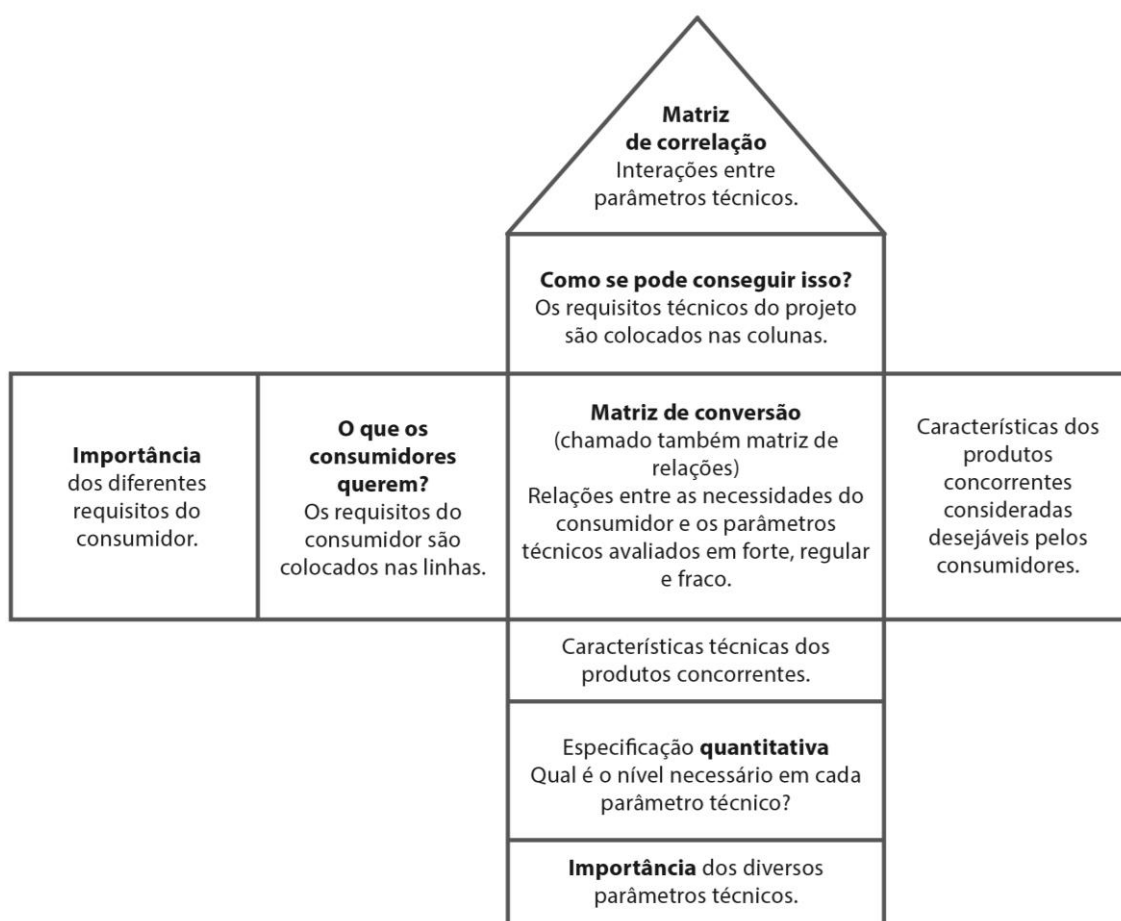 Matriz
de correlação
Interações entre
parâmetros técnicos.
Como se pode conseguir isso?
Os requisitos técnicos do projeto
são colocados nas colunas.
Importância
dos diferentes
requisitos do
consumidor.
O que os
consumidores
querem?
Os requisitos do
consumidor são
colocados nas linhas.
Matriz de conversão
(chamado também matriz de
relações)
Relações entre as necessidades do
consumidor e os parâmetros
técnicos avaliados em forte, regular
e fraco.
Características dos
produtos
concorrentes
consideradas
desejáveis pelos
consumidores.
Características técnicas dos
produtos concorrentes.
Especificação quantitativa
Qual é o nível necessário em cada
parâmetro técnico?
Importância dos diversos
parâmetros técnicos.